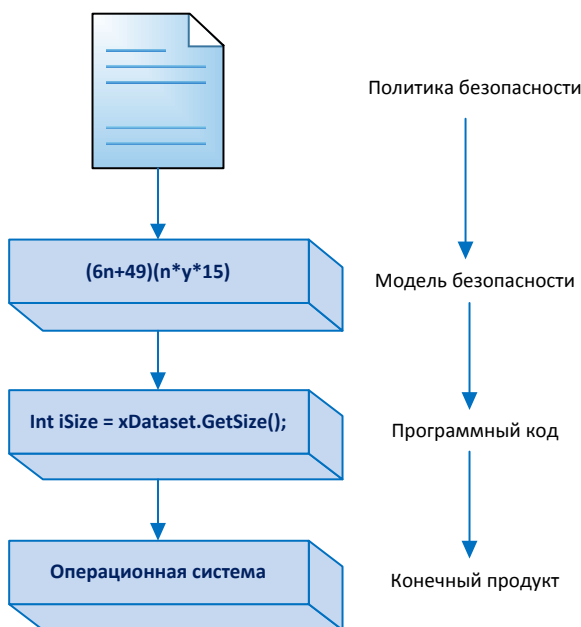 Политика безопасности
(6n+49)(n*y*15)
Модель безопасности
Int iSize = xDataset.GetSize();
Программный код
Операционная система
Конечный продукт